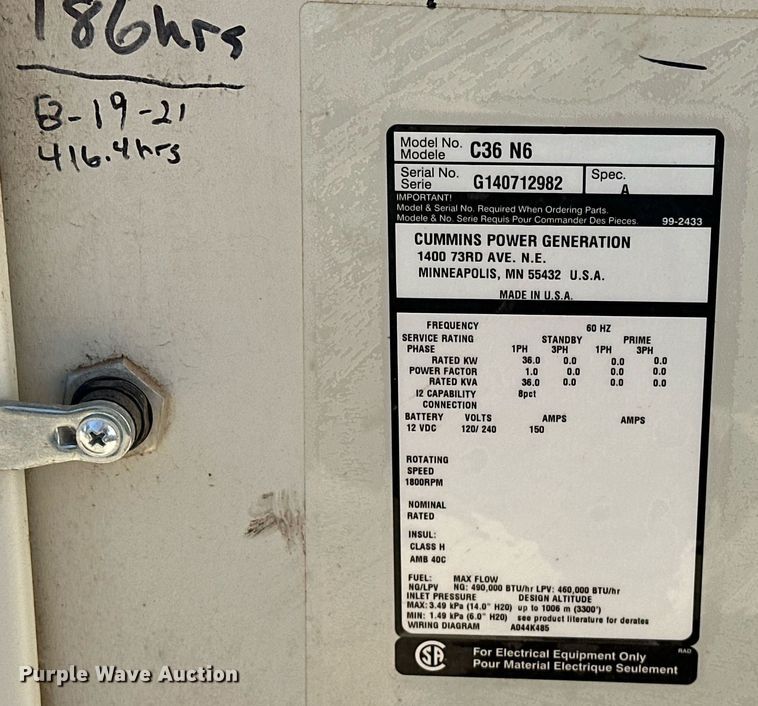 186hrs
8-19-21
416.4hrs
Model No.
Modele
C36 N6
Serial No.
Serie
G140712982
Spec.
A
IMPORTANT!
Model & Serial No. Required When Ordering Parts.
Modele & No. Serie Requis Pour Commander Des Pieces.
99-2433
CUMMINS POWER GENERATION
1400 73RD AVE. N.E.
MINNEAPOLIS, MN 55432 U.S.A.
MADE IN U.S.A.
FREQUENCY 60 HZ
SERVICE RATING STANDBY PRIME
PHASE 1PH 3PH 1PH 3PH
RATED KW 36.0 0.0 0.0 0.0
POWER FACTOR 1.0 0.0 0.0 0.0
RATED KVA 36.0 0.0 0.0 0.0
I2 CAPABILITY 8pct
CONNECTION
BATTERY VOLTS AMPS AMPS
12 VDC 120/ 240 150
ROTATING
SPEED
1800RPM
NOMINAL
RATED
INSUL:
CLASS H
AMB 40C
FUEL: MAX FLOW
NG/LPV NG: 490,000 BTU/hr LPV: 460,000 BTU/hr
INLET PRESSURE DESIGN ALTITUDE
MAX: 3.49 kPa (14.0" H20) up to 1006 m (3300')
MIN: 1.49 kPa (6.0" H20) see product literature for derates
WIRING DIAGRAM A044K485
SA
For Electrical Equipment Only
Pour Material Electrique Seulement
RAD
Purple Wave Auction